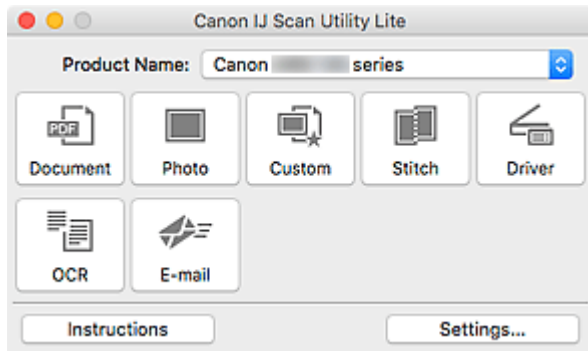 Canon IJ Scan Utility Lite
Product Name: Canon series
PDF
Document Photo Custom Stitch Driver
OCR E-mail
Instructions Settings...